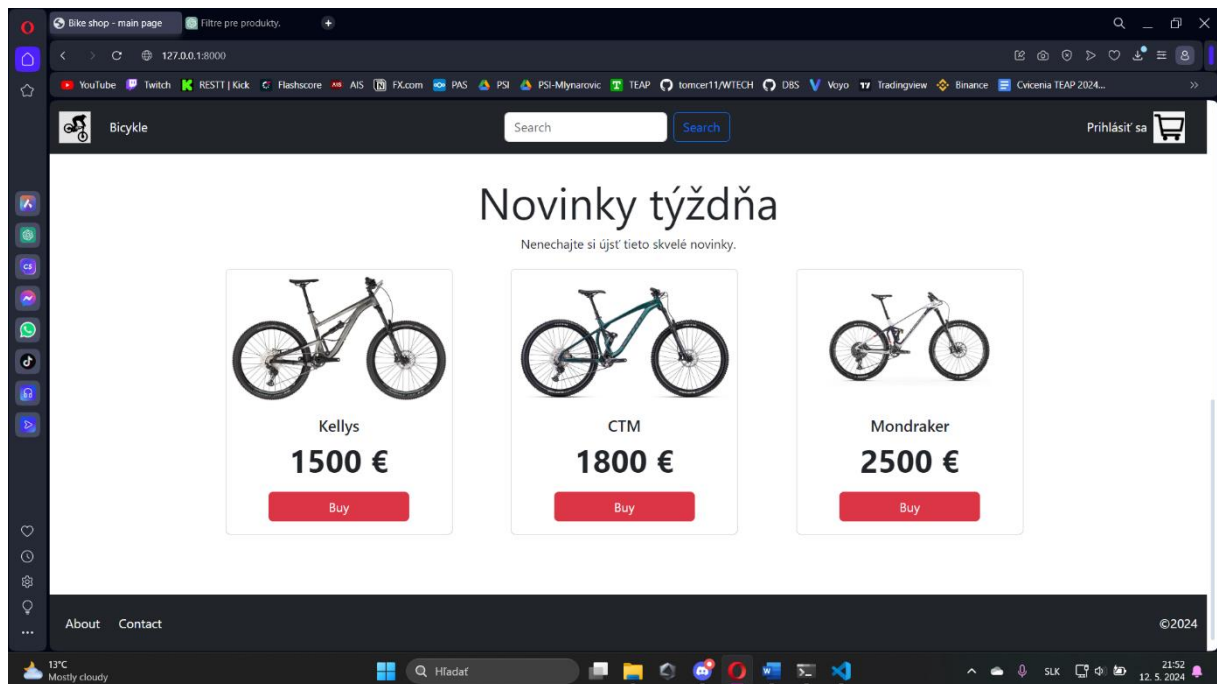 Bike shop - main page Filtre pre produkty.
127.0.0.1:8000
YouTube Twitch RESTT | Kick Flashscore AIS AIS FX.com PAS PSI PSI-Mlynarovic TEAP tomcer11/WTECH DBS Voyo Tradingview Binance Cvicenia TEAP 2024...
Bicykle Search Search Prihlásiť sa
Novinky týždňa
Nenechajte si újsť tieto skvelé novinky.
Kellys CTM Mondraker
1500 € 1800 € 2500 €
Buy Buy Buy
About Contact ©2024
13°C Hľadať SLK 21:52
Mostly cloudy 12. 5. 2024